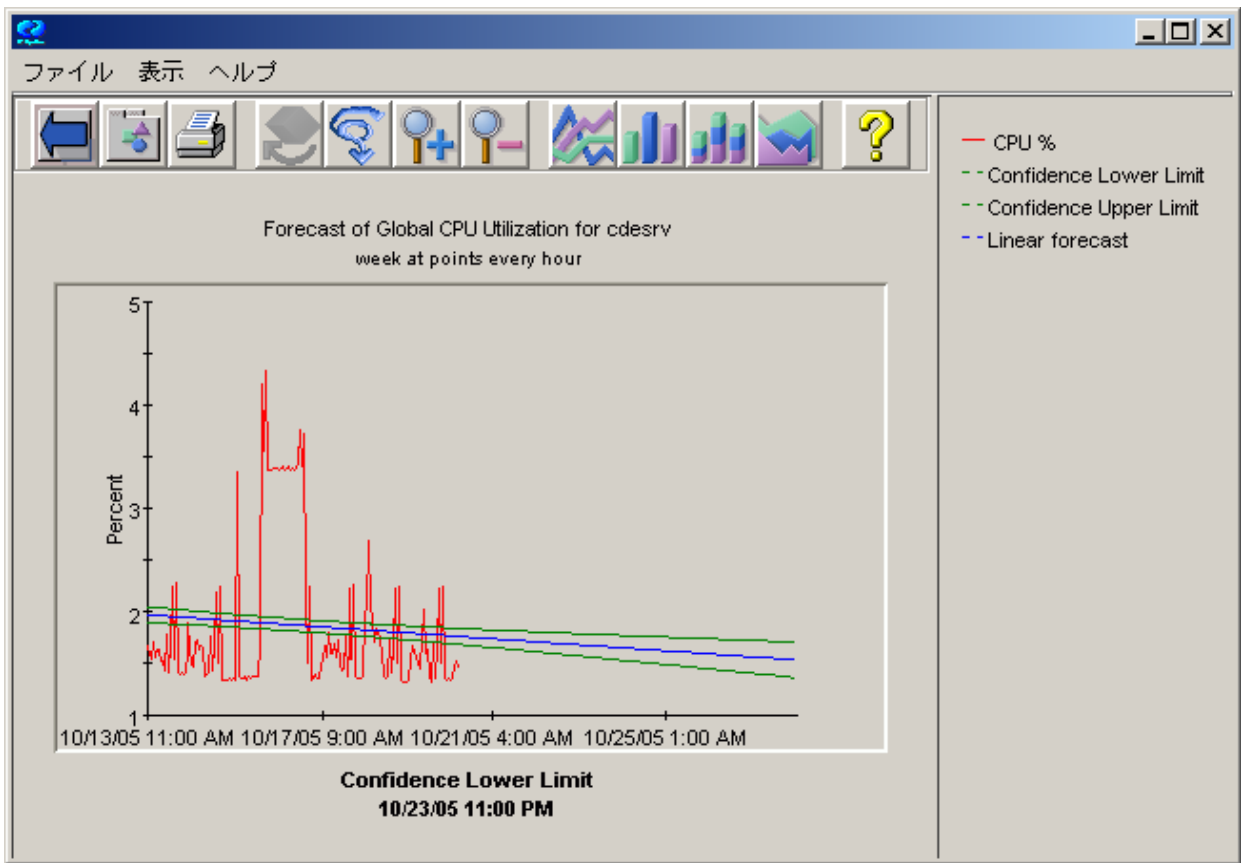 ファイル 表示 ヘルプ
CPU %
Confidence Lower Limit
Confidence Upper Limit
Linear forecast
Forecast of Global CPU Utilization for cdesrv
week at points every hour
5
4
3
2
1
Percent
10/13/05 11:00 AM 10/17/05 9:00 AM 10/21/05 4:00 AM 10/25/05 1:00 AM
Confidence Lower Limit
10/23/05 11:00 PM